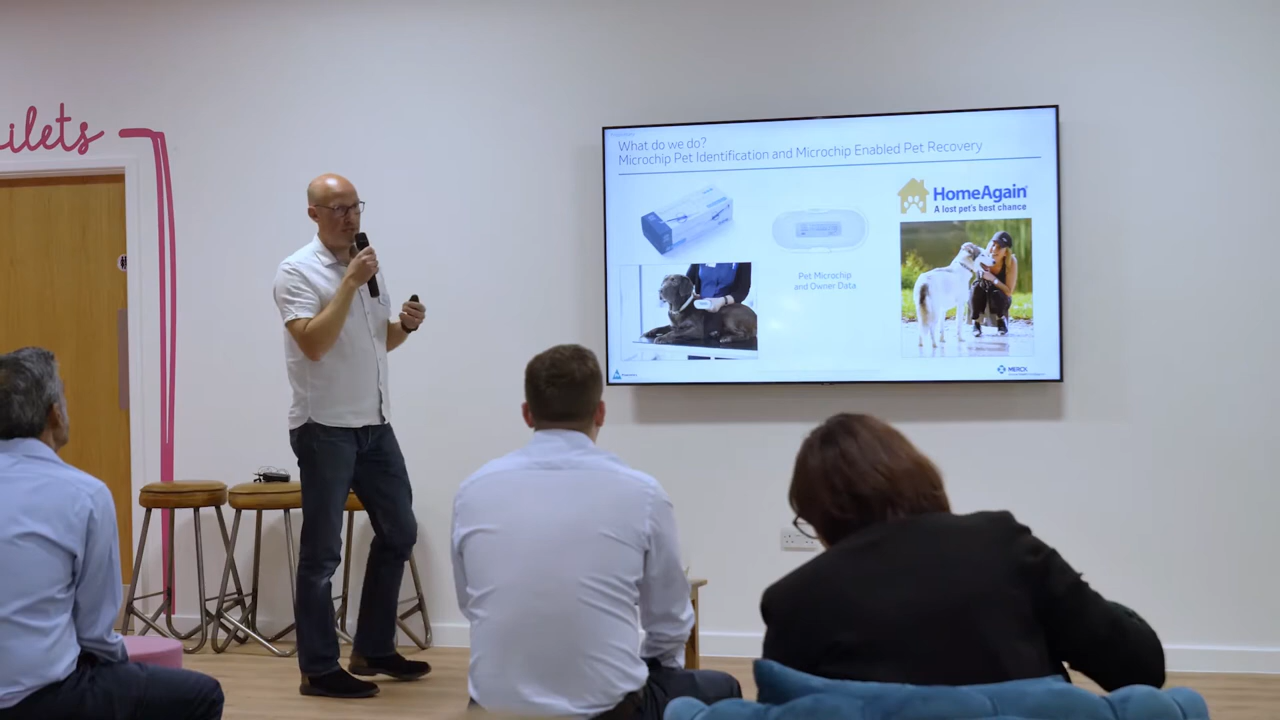 ilets
What do we do?
Microchip Pet Identification and Microchip Enabled Pet Recovery
HomeAgain
A lost pet's best chance
Pet Microchip
and Owner Data
MERCK